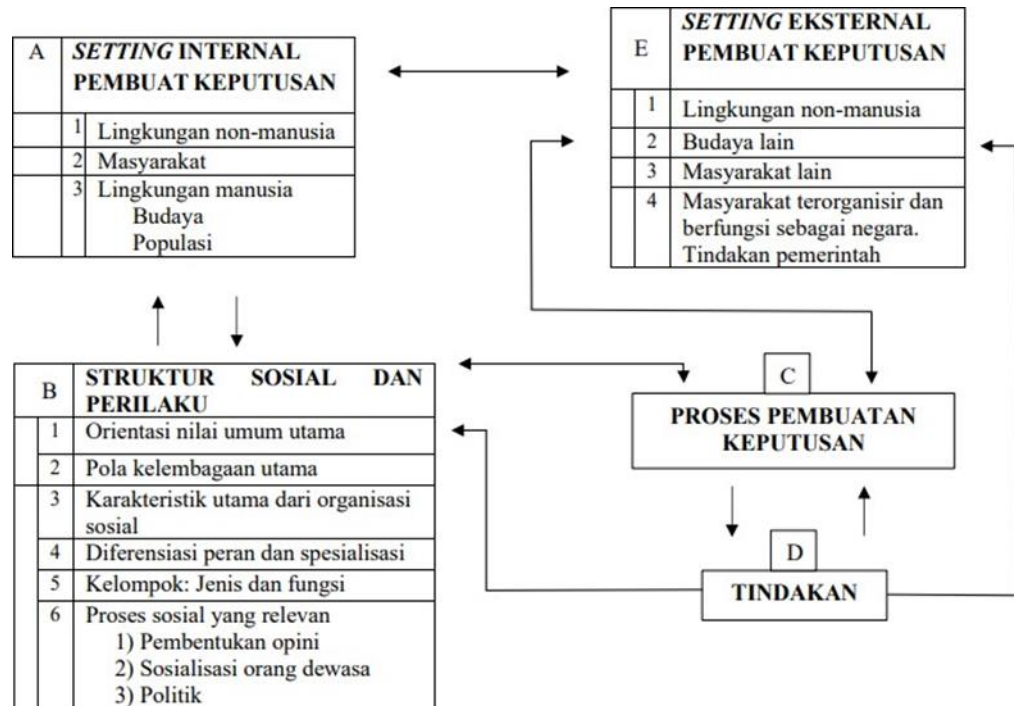 A
SETTING INTERNAL
PEMBUAT KEPUTUSAN
1 Lingkungan non-manusia
2 Masyarakat
3 Lingkungan manusia
Budaya
Populasi
E
SETTING EKSTERNAL
PEMBUAT KEPUTUSAN
1 Lingkungan non-manusia
2 Budaya lain
3 Masyarakat lain
4 Masyarakat terorganisir dan
berfungsi sebagai negara.
Tindakan pemerintah
B
STRUKTUR SOSIAL DAN
PERILAKU
1 Orientasi nilai umum utama
2 Pola kelembagaan utama
3 Karakteristik utama dari organisasi
sosial
4 Diferensiasi peran dan spesialisasi
5 Kelompok: Jenis dan fungsi
6 Proses sosial yang relevan
1) Pembentukan opini
2) Sosialisasi orang dewasa
3) Politik
C
PROSES PEMBUATAN
KEPUTUSAN
D
TINDAKAN